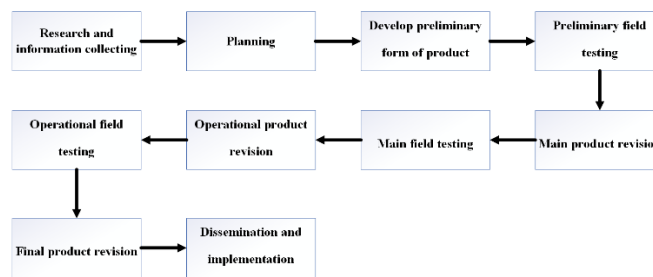 Research and
information collecting
Planning
Develop preliminary
form of product
Preliminary field
testing
Main product revision
Main field testing
Operational product
revision
Operational field
testing
Final product revision
Dissemination and
implementation